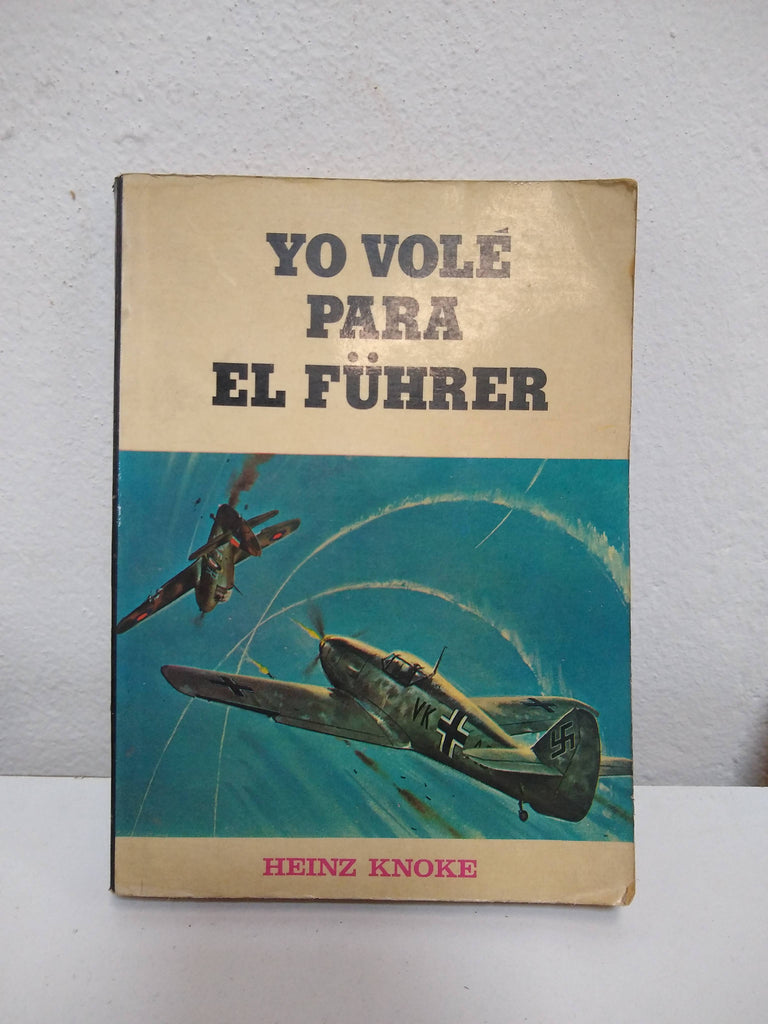 YO VOLÉ
PARA
EL FÜHRER
VK
HEINZ KNOKE